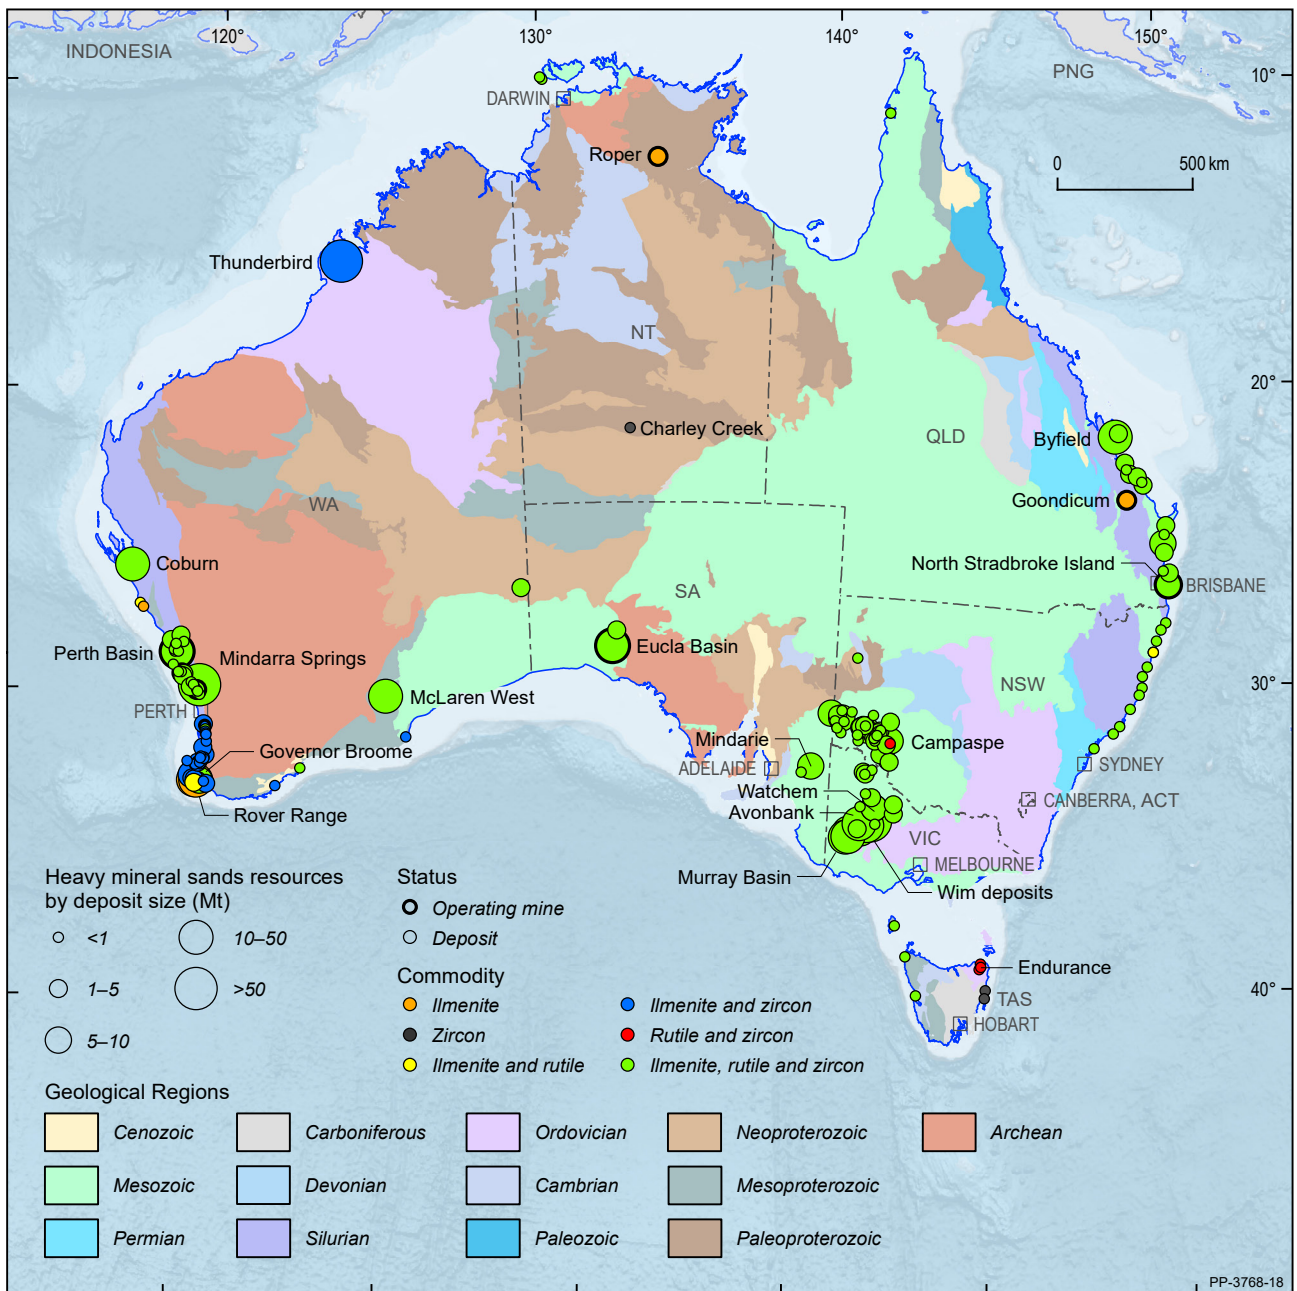 120°
130°
140°
150°
INDONESIA
PNG
10°
DARWIN
Roper
0
500 km
Thunderbird
NT
20°
Charley Creek
QLD
Byfield
WA
Goondicum
Coburn
North Stradbroke Island
BRISBANE
SA
Perth Basin
Mindarra Springs
Eucla Basin
30°
NSW
McLaren West
PERTH
Governor Broome
Mindarie
Campaspe
ADELAIDE
SYDNEY
Watchem
CANBERRA, ACT
Avonbank
Rover Range
VIC
MELBOURNE
Murray Basin
Wim deposits
Endurance
40°
TAS
HOBART
Heavy mineral sands resources
by deposit size (Mt)
<1
10–50
1–5
>50
5–10
Status
Operating mine
Deposit
Commodity
Ilmenite
Ilmenite and zircon
Zircon
Rutile and zircon
Ilmenite and rutile
Ilmenite, rutile and zircon
Geological Regions
Cenozoic
Carboniferous
Ordovician
Neoproterozoic
Archean
Mesozoic
Devonian
Cambrian
Mesoproterozoic
Permian
Silurian
Paleozoic
Paleoproterozoic
PP-3768-18